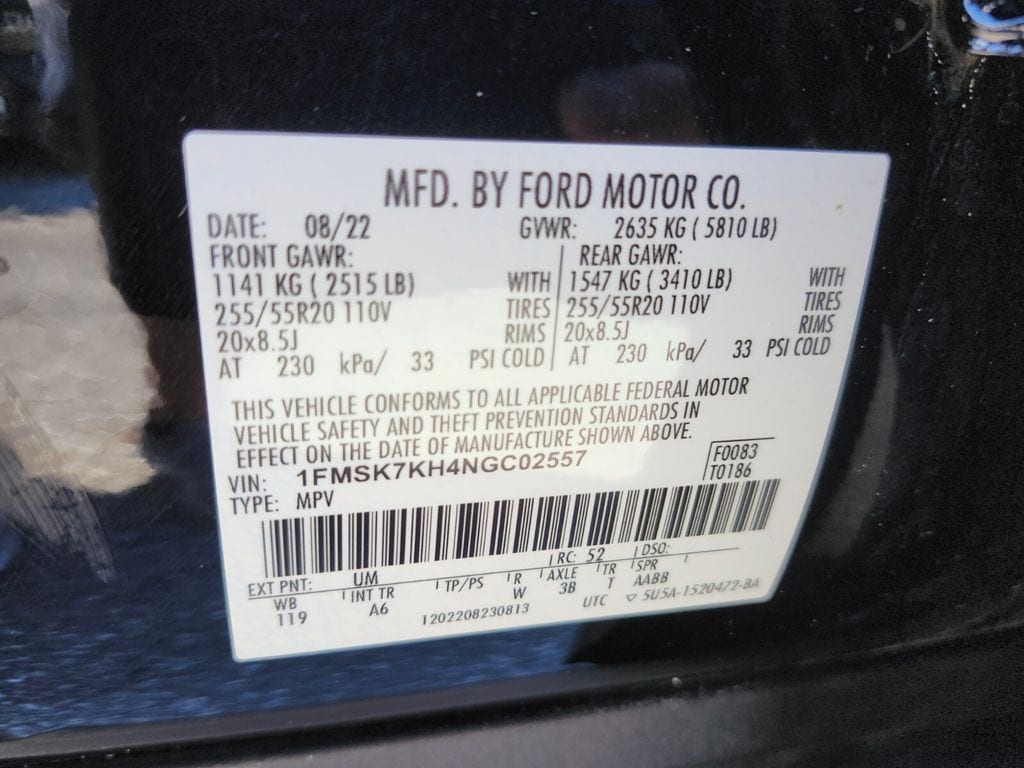 MFD. BY FORD MOTOR CO.
DATE: 08/22 GVWR: 2635 KG ( 5810 LB)
FRONT GAWR: REAR GAWR:
1141 KG ( 2515 LB) WITH 1547 KG ( 3410 LB) WITH
255/55R20 110V TIRES 255/55R20 110V TIRES
20x8.5J RIMS 20x8.5J RIMS
AT 230 kPa/ 33 PSI COLD AT 230 kPa/ 33 PSI COLD
THIS VEHICLE CONFORMS TO ALL APPLICABLE FEDERAL MOTOR
VEHICLE SAFETY AND THEFT PREVENTION STANDARDS IN
EFFECT ON THE DATE OF MANUFACTURE SHOWN ABOVE.
VIN: 1FMSK7KH4NGC02557 F0083
TYPE: MPV T0186
EXT PNT: UM RC: 52 DSO:
WB INT TR TP/PS R AXLE TR SPR
119 A6 W 3B T AABB
1202208230813 UTC ▽ 5U5A-1520472-BA